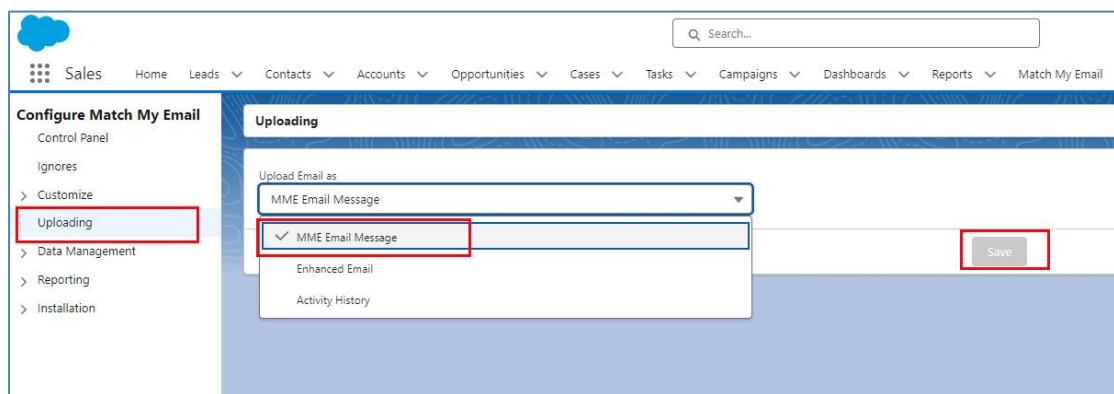 Search...
Sales Home Leads Contacts Accounts Opportunities Cases Tasks Campaigns Dashboards Reports Match My Email
Configure Match My Email
Control Panel
Ignores
Customize
Uploading
Data Management
Reporting
Installation
Uploading
Upload Email as
MME Email Message
MME Email Message
Enhanced Email
Activity History
Save